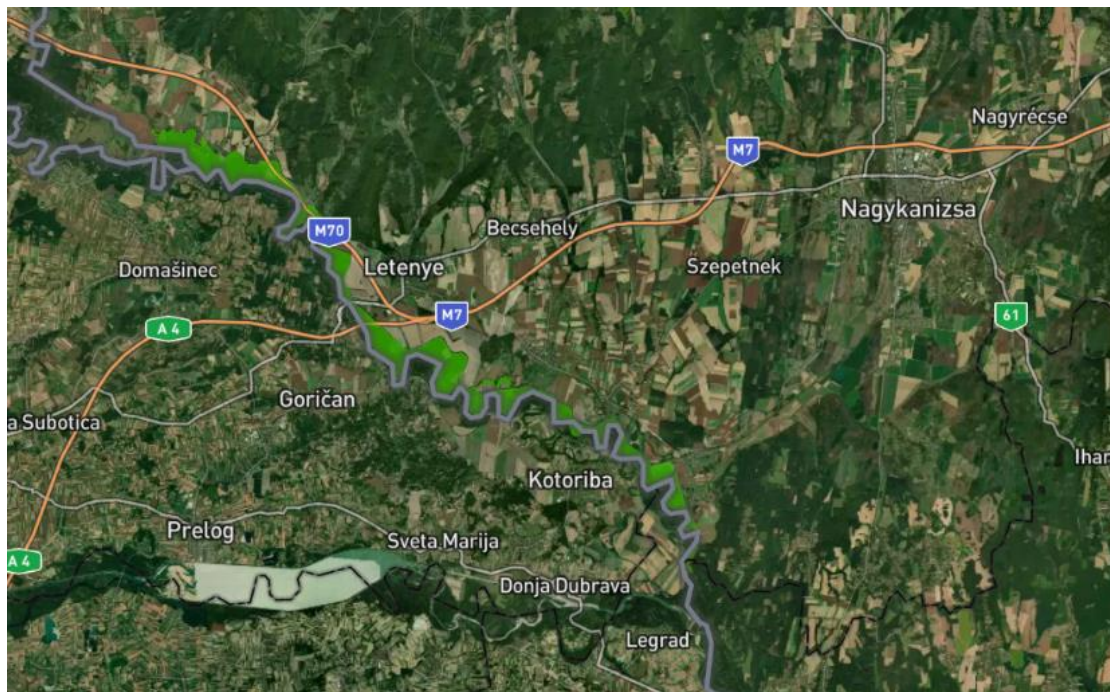 Nagyrécse
M7
Nagykanizsa
M70
Becsehely
Letenye
Domašinec
Szepetnek
M7
61
A 4
Goričan
a Subotica
Ihar
Kotoriba
Prelog
Sveta Marija
A 4
Donja Dubrava
Legrad